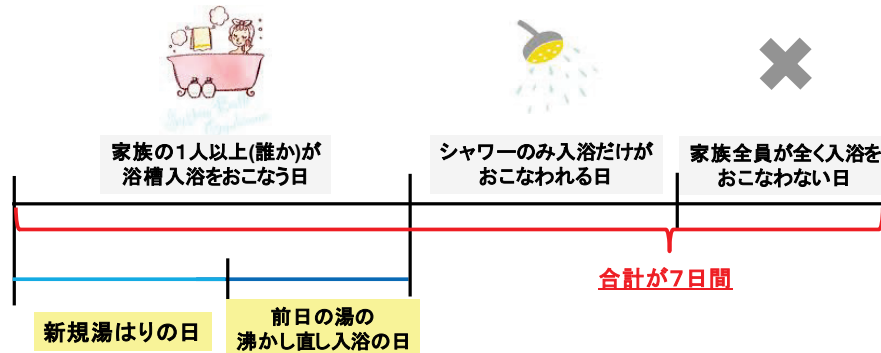 家族の1人以上(誰か)が
浴槽入浴をおこなう日
シャワーのみ入浴だけが
おこなわれる日
家族全員が全く入浴を
おこなわない日
合計が7日間
新規湯はりの日
前日の湯の
沸かし直し入浴の日